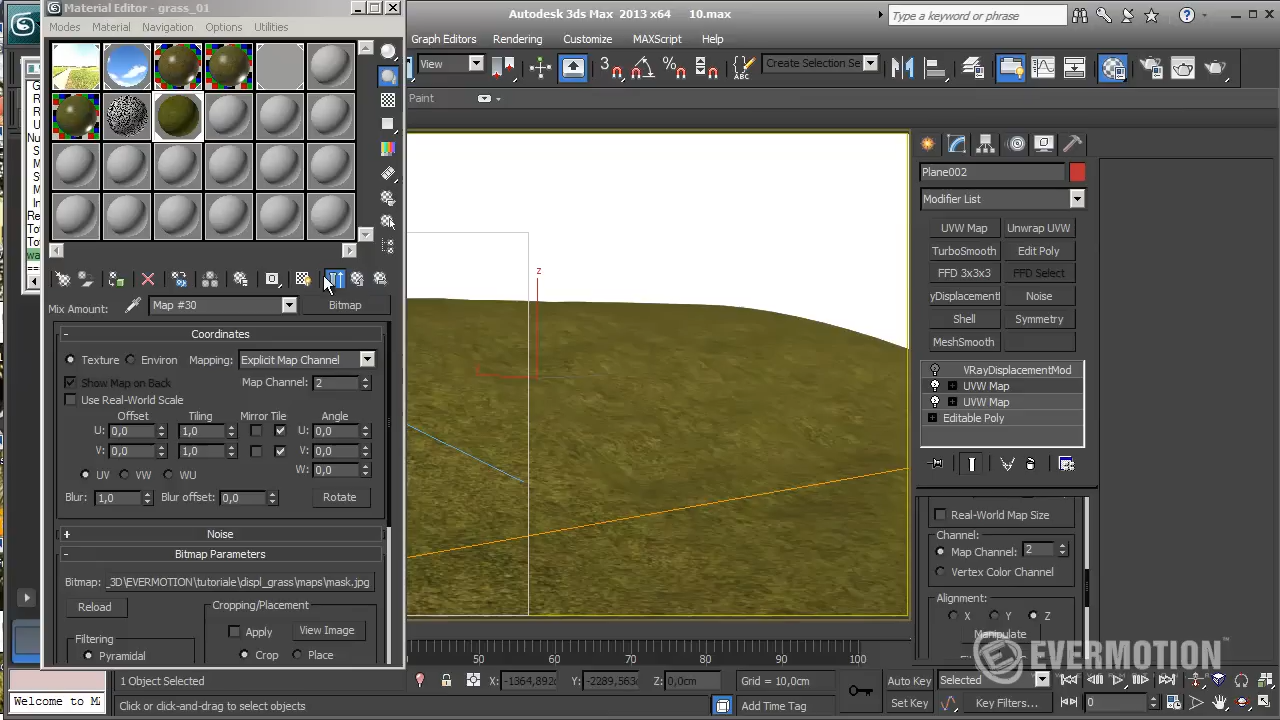 Material Editor - grass_01
Autodesk 3ds Max 2013 x64 10.max
Type a keyword or phrase
Modes Material Navigation Options Utilities
Graph Editors Rendering Customize MAXScript Help
View
Create Selection Se
Paint
Plane002
Modifier List
UVW Map Unwrap UVW
TurboSmooth Edit Poly
FFD 3x3x3 FFD Select
yDisplacement Noise
Shell Symmetry
MeshSmooth
VRayDisplacementMod
UVW Map
UVW Map
Editable Poly
z
Mix Amount: Map #30 Bitmap
Coordinates
Texture Environ Mapping: Explicit Map Channel
Show Map on Back Map Channel: 2
Use Real-World Scale
Offset Tiling Mirror Tile Angle
U: 0,0 1,0 U: 0,0
V: 0,0 1,0 V: 0,0
W: 0,0
UV VW WU
Blur: 1,0 Blur offset: 0,0 Rotate
Noise
Bitmap Parameters
Bitmap: _3D\EVERMOTION\tutoriale\displ_grass\maps\mask.jpg
Reload
Cropping/Placement
Apply View Image
Filtering
Pyramidal
Crop Place
Real-World Map Size
Channel:
Map Channel: 2
Vertex Color Channel
Alignment:
X Y Z
Manipulate
EVERMOTION™
50 60 70 80 90 100
1 Object Selected
X: -1364,892 Y: -2289,563 Z: 0,0cm Grid = 10,0cm
Auto Key Selected
Welcome to M
Click or click-and-drag to select objects
Add Time Tag
Set Key Key Filters... 0